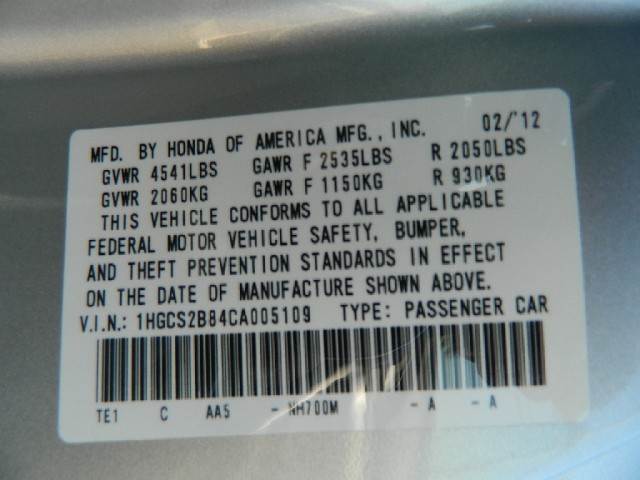 MFD. BY HONDA OF AMERICA MFG., INC. 02/'12
GVWR 4541LBS GAWR F 2535LBS R 2050LBS
GVWR 2060KG GAWR F 1150KG R 930KG
THIS VEHICLE CONFORMS TO ALL APPLICABLE
FEDERAL MOTOR VEHICLE SAFETY, BUMPER,
AND THEFT PREVENTION STANDARDS IN EFFECT
ON THE DATE OF MANUFACTURE SHOWN ABOVE.
V.I.N.: 1HGCS2B84CA005109 TYPE: PASSENGER CAR
TE1 C AA5 - NH700M - A - A